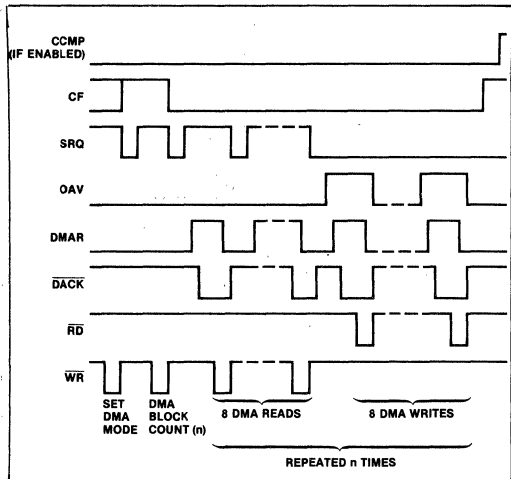 CCMP
(IF ENABLED)
CF
SRQ
OAV
DMAR
DACK
RD
WR
SET DMA MODE
DMA BLOCK COUNT (n)
8 DMA READS
8 DMA WRITES
REPEATED n TIMES